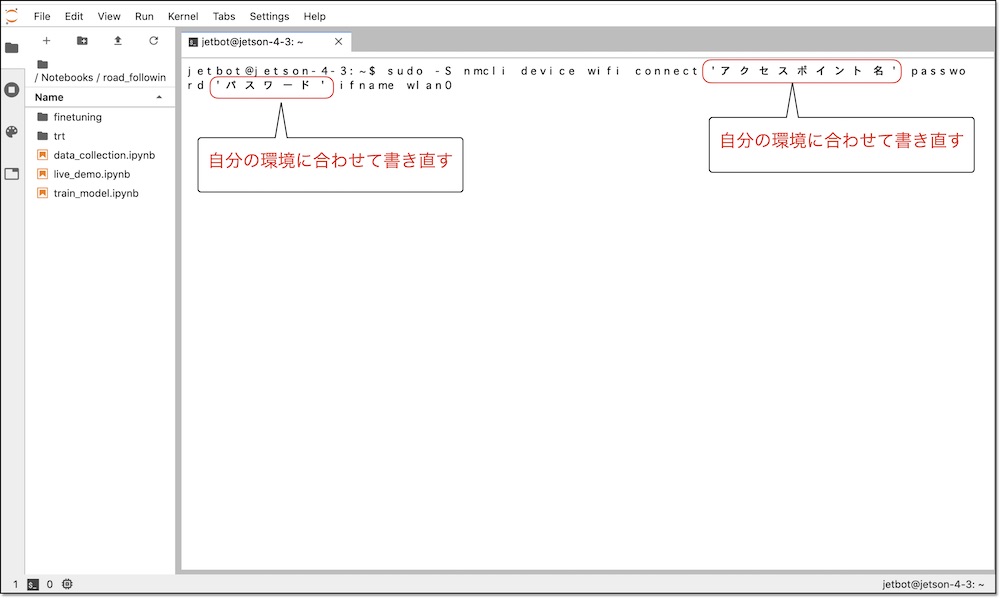 File Edit View Run Kernel Tabs Settings Help
jetbot@jetson-4-3: ~
/ Notebooks / road_followin
Name
finetuning
trt
data_collection.ipynb
live_demo.ipynb
train_model.ipynb
jetbot@jetson-4-3:~$ sudo -S nmcli device wifi connect 'アクセスポイント名' passwo
rd 'パスワード' ifname wlan0
自分の環境に合わせて書き直す
自分の環境に合わせて書き直す
1 0 jetbot@jetson-4-3: ~